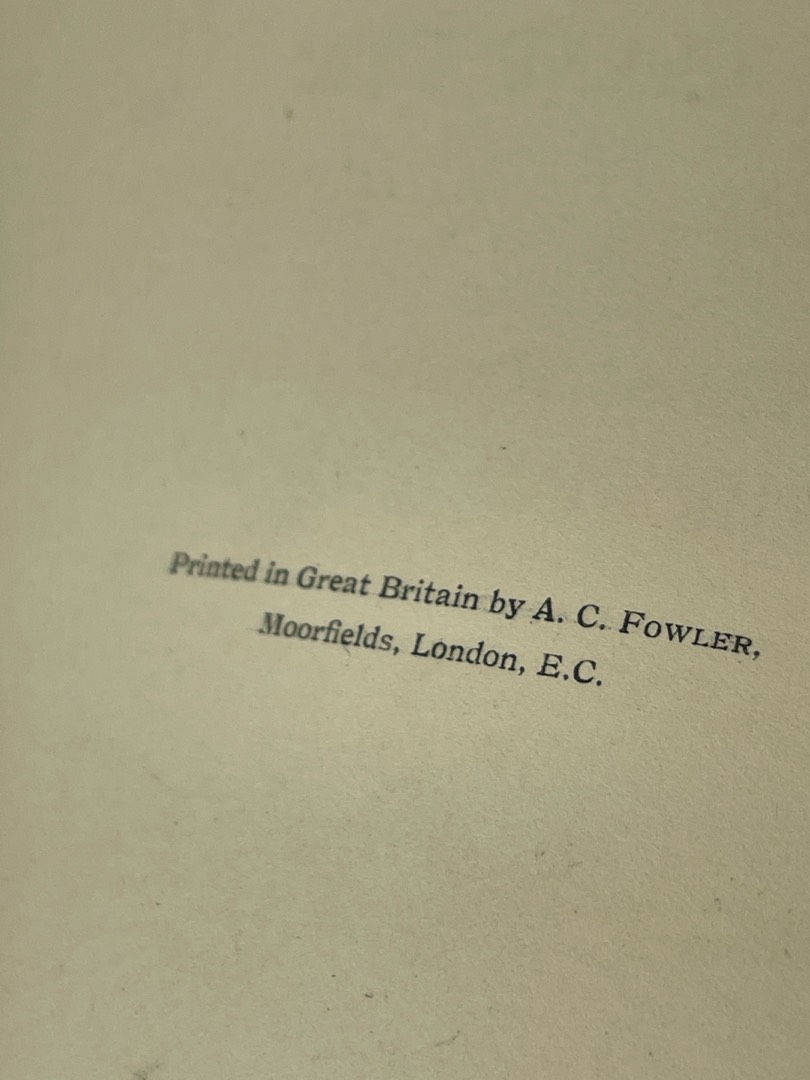 Printed in Great Britain by A. C. FOWLER,
Moorfields, London, E.C.